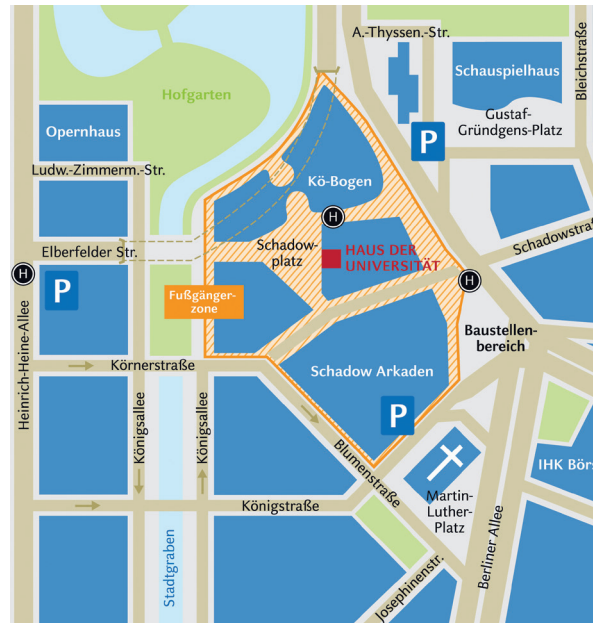 A.-Thyssen.-Str.
Bleichstraße
Schauspielhaus
Hofgarten
Gustaf-
Gründgens-Platz
Opernhaus
P
Ludw.-Zimmerm.-Str.
Kö-Bogen
H
Schadowstraß
Elberfelder Str.
Schadow-
platz
HAUS DER
UNIVERSITÄT
H
H
P
Fußgänger-
zone
Baustellen-
bereich
Heinrich-Heine-Allee
Körnerstraße
Schadow Arkaden
P
Königsallee
Königsallee
Blumenstraße
IHK Börs
Martin-
Luther-
Platz
Königstraße
Stadtgraben
Berliner Allee
Josephinenstr.